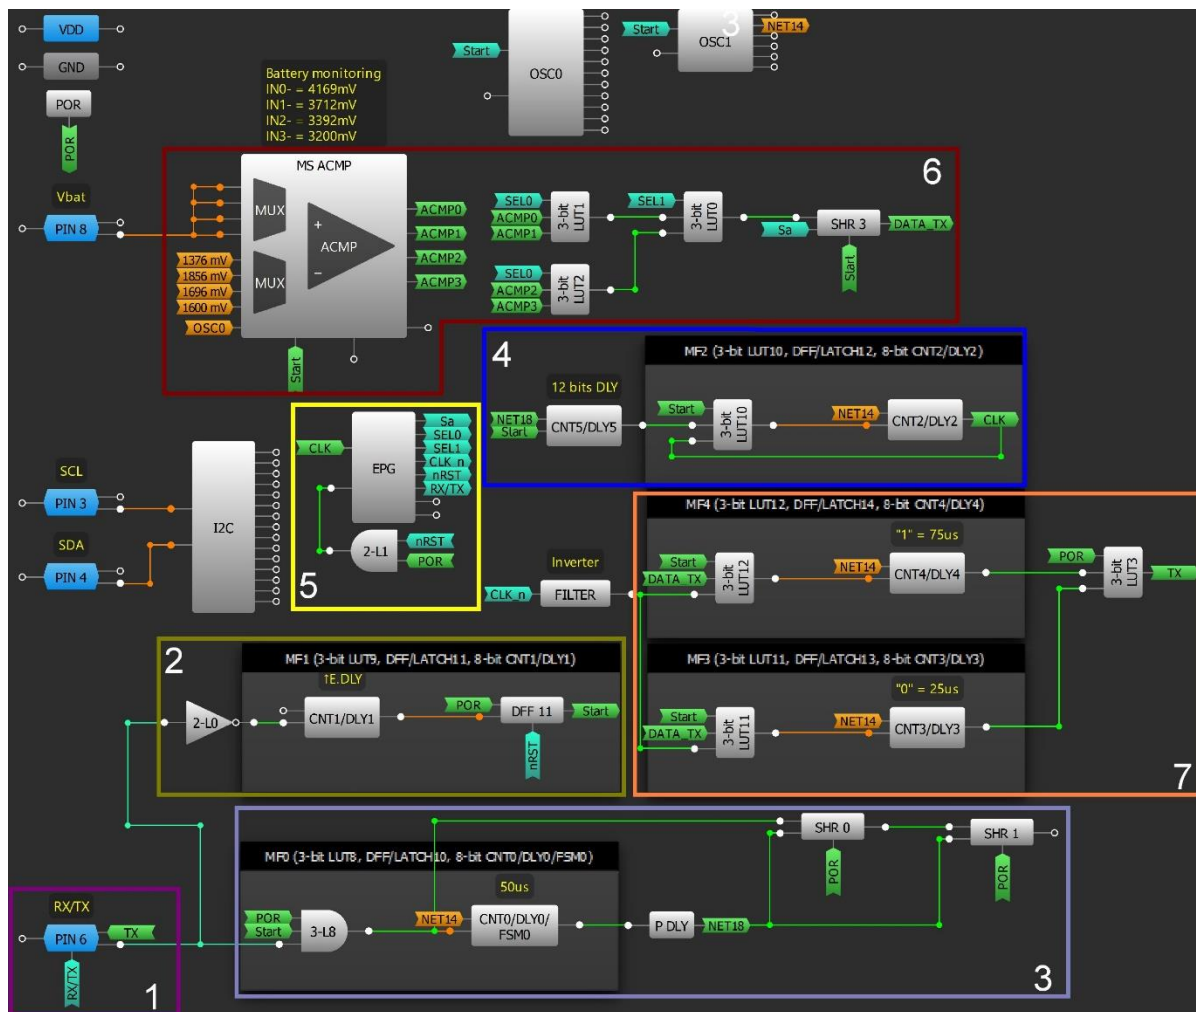 VDD
GND
POR
POR
Battery monitoring
IN0- = 4169mV
IN1- = 3712mV
IN2- = 3392mV
IN3- = 3200mV
Start
OSC0
Start
3
OSC1
NET14
Vbat
PIN 8
MS ACMP
MUX
+
ACMP
-
MUX
1376 mV
1856 mV
1696 mV
1600 mV
OSC0
Start
ACMP0
ACMP1
ACMP2
ACMP3
SEL0
ACMP0
ACMP1
3-bit
LUT1
SEL0
ACMP2
ACMP3
3-bit
LUT2
SEL1
3-bit
LUT0
Sa
SHR 3
DATA_TX
Start
6
4
12 bits DLY
NET18
Start
CNT5/DLY5
MF2 (3-bit LUT10, DFF/LATCH12, 8-bit CNT2/DLY2)
Start
3-bit
LUT10
NET14
CNT2/DLY2
CLK
CLK
EPG
Sa
SEL0
SEL1
CLK_n
nRST
RX/TX
2-L1
nRST
POR
5
SCL
PIN 3
SDA
PIN 4
I2C
Inverter
CLK_n
FILTER
MF4 (3-bit LUT12, DFF/LATCH14, 8-bit CNT4/DLY4)
"1" = 75us
Start
DATA_TX
3-bit
LUT12
NET14
CNT4/DLY4
POR
3-bit
LUT3
TX
MF3 (3-bit LUT11, DFF/LATCH13, 8-bit CNT3/DLY3)
"0" = 25us
Start
DATA_TX
3-bit
LUT11
NET14
CNT3/DLY3
7
2
MF1 (3-bit LUT9, DFF/LATCH11, 8-bit CNT1/DLY1)
↑E.DLY
2-L0
CNT1/DLY1
POR
DFF 11
Start
nRST
MF0 (3-bit LUT8, DFF/LATCH10, 8-bit CNT0/DLY0/FSM0)
50us
POR
Start
3-L8
NET14
CNT0/DLY0/
FSM0
P DLY
NET18
SHR 0
POR
SHR 1
POR
3
RX/TX
PIN 6
TX
RX/TX
1